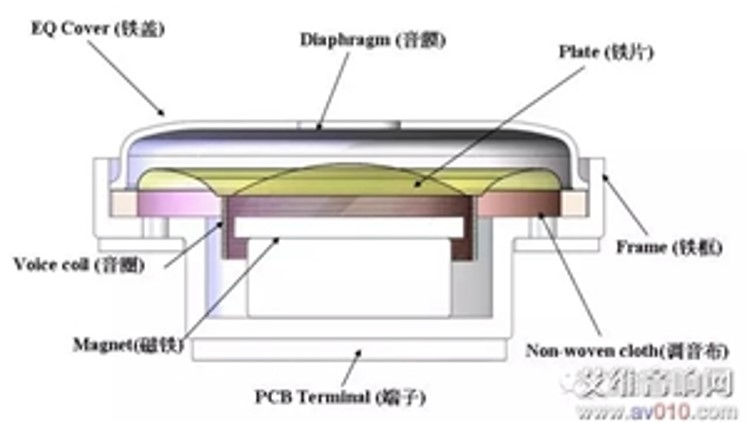 EQ Cover (铁盖)
Diaphragm (音膜)
Plate (铁片)
Voice coil (音圈)
Frame (铁框)
Magnet(磁铁)
Non-woven cloth(调音布)
PCB Terminal (端子)
艾维音响网
www.av010.com